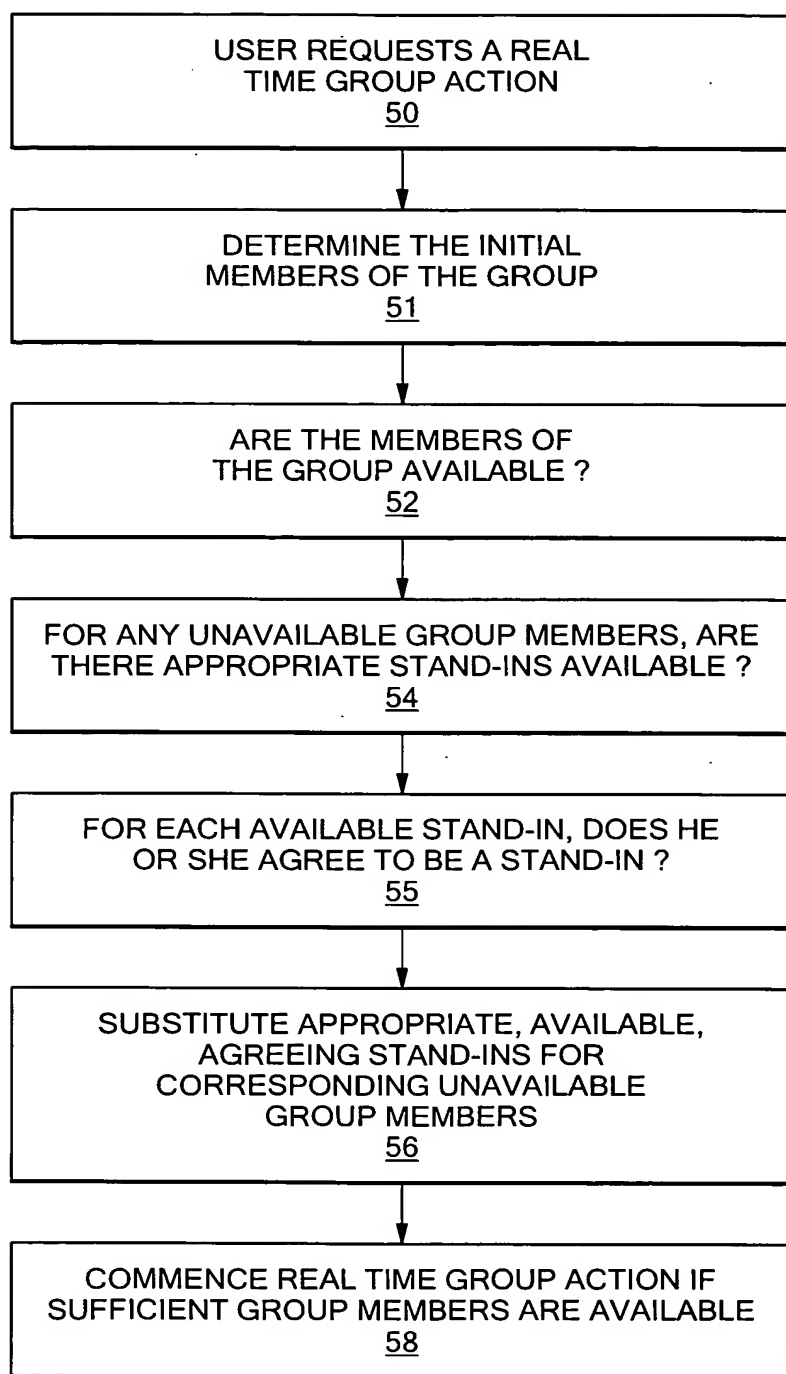 USER REQUESTS A REAL
TIME GROUP ACTION
50
DETERMINE THE INITIAL
MEMBERS OF THE GROUP
51
ARE THE MEMBERS OF
THE GROUP AVAILABLE ?
52
FOR ANY UNAVAILABLE GROUP MEMBERS, ARE
THERE APPROPRIATE STAND-INS AVAILABLE ?
54
FOR EACH AVAILABLE STAND-IN, DOES HE
OR SHE AGREE TO BE A STAND-IN ?
55
SUBSTITUTE APPROPRIATE, AVAILABLE,
AGREEING STAND-INS FOR
CORRESPONDING UNAVAILABLE
GROUP MEMBERS
56
COMMENCE REAL TIME GROUP ACTION IF
SUFFICIENT GROUP MEMBERS ARE AVAILABLE
58